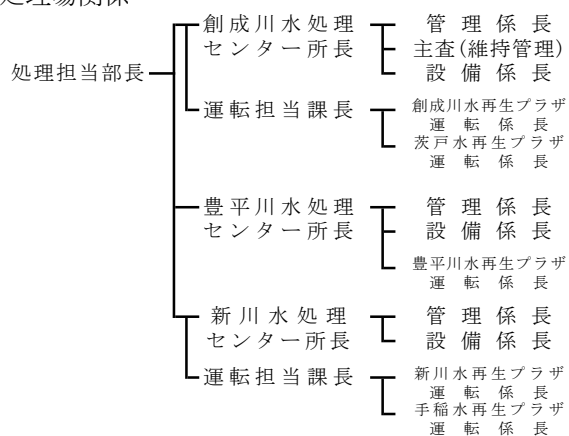 処理場関係
創成川水処理
センター所長
管理係長
主査(維持管理)
設備係長
処理担当部長
運転担当課長
創成川水再生プラザ
運転係長
茨戸水再生プラザ
運転係長
豊平川水処理
センター所長
管理係長
設備係長
豊平川水再生プラザ
運転係長
新川水処理
センター所長
管理係長
設備係長
運転担当課長
新川水再生プラザ
運転係長
手稲水再生プラザ
運転係長